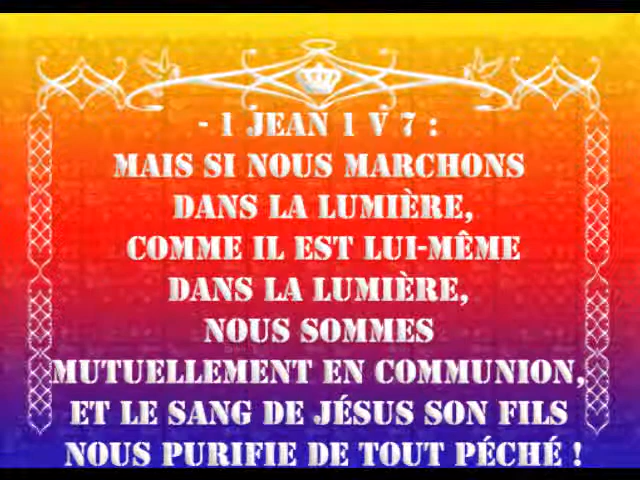 - 1 JEAN 1 V 7 :
MAIS SI NOUS MARCHONS
DANS LA LUMIÈRE,
COMME IL EST LUI-MÊME
DANS LA LUMIÈRE,
NOUS SOMMES
MUTUELLEMENT EN COMMUNION,
ET LE SANG DE JÉSUS SON FILS
NOUS PURIFIE DE TOUT PÉCHÉ !